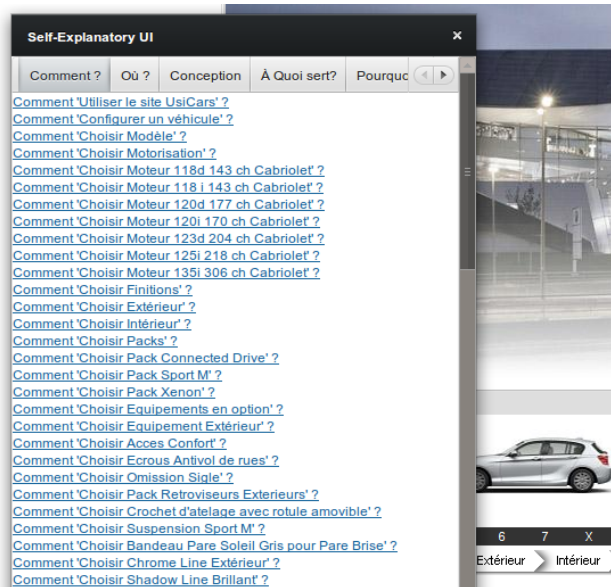 Self-Explanatory UI
×
Comment ? Où ? Conception À Quoi sert? Pourquc
Comment 'Utiliser le site UsiCars' ?
Comment 'Configurer un véhicule' ?
Comment 'Choisir Modèle' ?
Comment 'Choisir Motorisation' ?
Comment 'Choisir Moteur 118d 143 ch Cabriolet' ?
Comment 'Choisir Moteur 118 i 143 ch Cabriolet' ?
Comment 'Choisir Moteur 120d 177 ch Cabriolet' ?
Comment 'Choisir Moteur 120i 170 ch Cabriolet' ?
Comment 'Choisir Moteur 123d 204 ch Cabriolet' ?
Comment 'Choisir Moteur 125i 218 ch Cabriolet' ?
Comment 'Choisir Moteur 135i 306 ch Cabriolet' ?
Comment 'Choisir Finitions' ?
Comment 'Choisir Extérieur' ?
Comment 'Choisir Intérieur' ?
Comment 'Choisir Packs' ?
Comment 'Choisir Pack Connected Drive' ?
Comment 'Choisir Pack Sport M' ?
Comment 'Choisir Pack Xenon' ?
Comment 'Choisir Equipements en option' ?
Comment 'Choisir Equipement Extérieur' ?
Comment 'Choisir Acces Confort' ?
Comment 'Choisir Ecrous Antivol de rues' ?
Comment 'Choisir Omission Sigle' ?
Comment 'Choisir Pack Retroviseurs Exterieurs' ?
Comment 'Choisir Crochet d'atelage avec rotule amovible' ?
Comment 'Choisir Suspension Sport M' ?
Comment 'Choisir Bandeau Pare Soleil Gris pour Pare Brise' ?
Comment 'Choisir Chrome Line Extérieur' ?
Comment 'Choisir Shadow Line Brillant' ?
6 7 X
Extérieur Intérieur